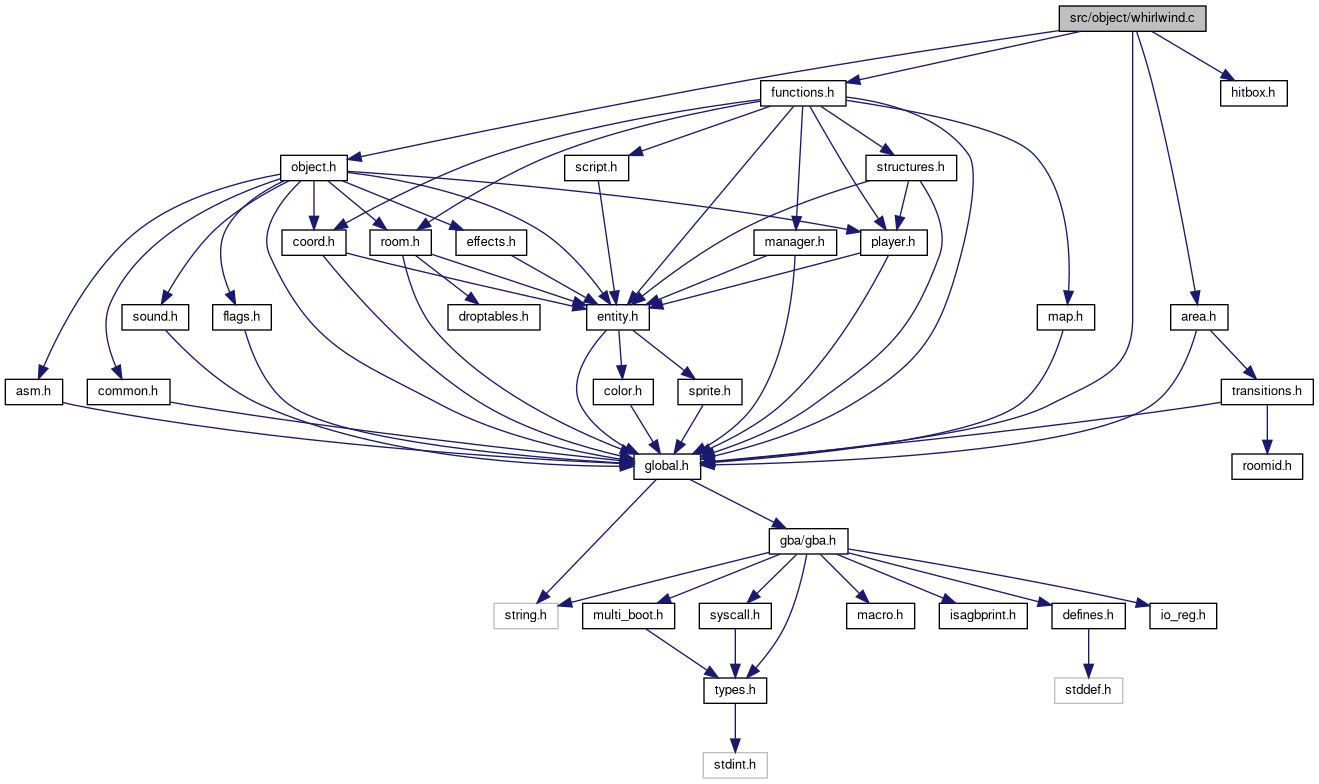 src/object/whirlwind.c
functions.h
hitbox.h
object.h
script.h
structures.h
coord.h
room.h
effects.h
manager.h
player.h
sound.h
flags.h
droptables.h
entity.h
map.h
area.h
asm.h
common.h
color.h
sprite.h
transitions.h
global.h
roomid.h
gba/gba.h
string.h
multi_boot.h
syscall.h
macro.h
isagbprint.h
defines.h
io_reg.h
types.h
stddef.h
stdint.h